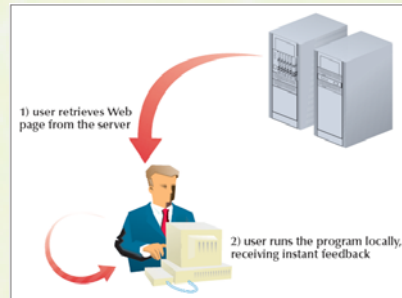 1) user retrieves Web
page from the server
2) user runs the program locally,
receiving instant feedback